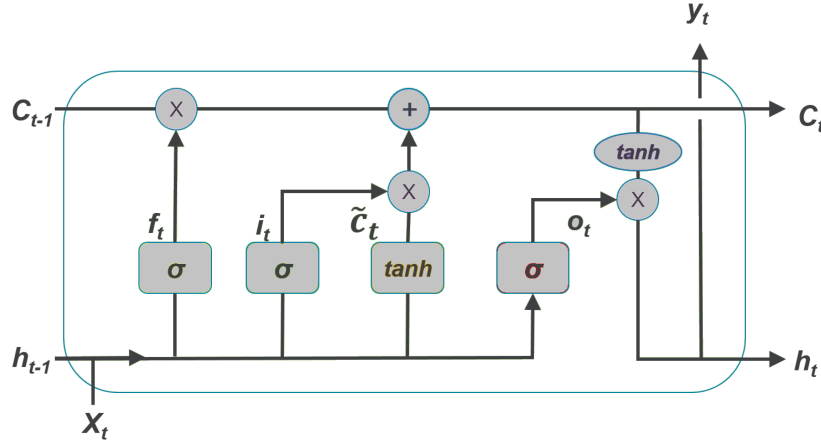 yₜ
Cₜ₋₁
X
+
Cₜ
tanh
X
X
fₜ
iₜ
c̃ₜ
oₜ
σ
σ
tanh
σ
hₜ₋₁
hₜ
Xₜ